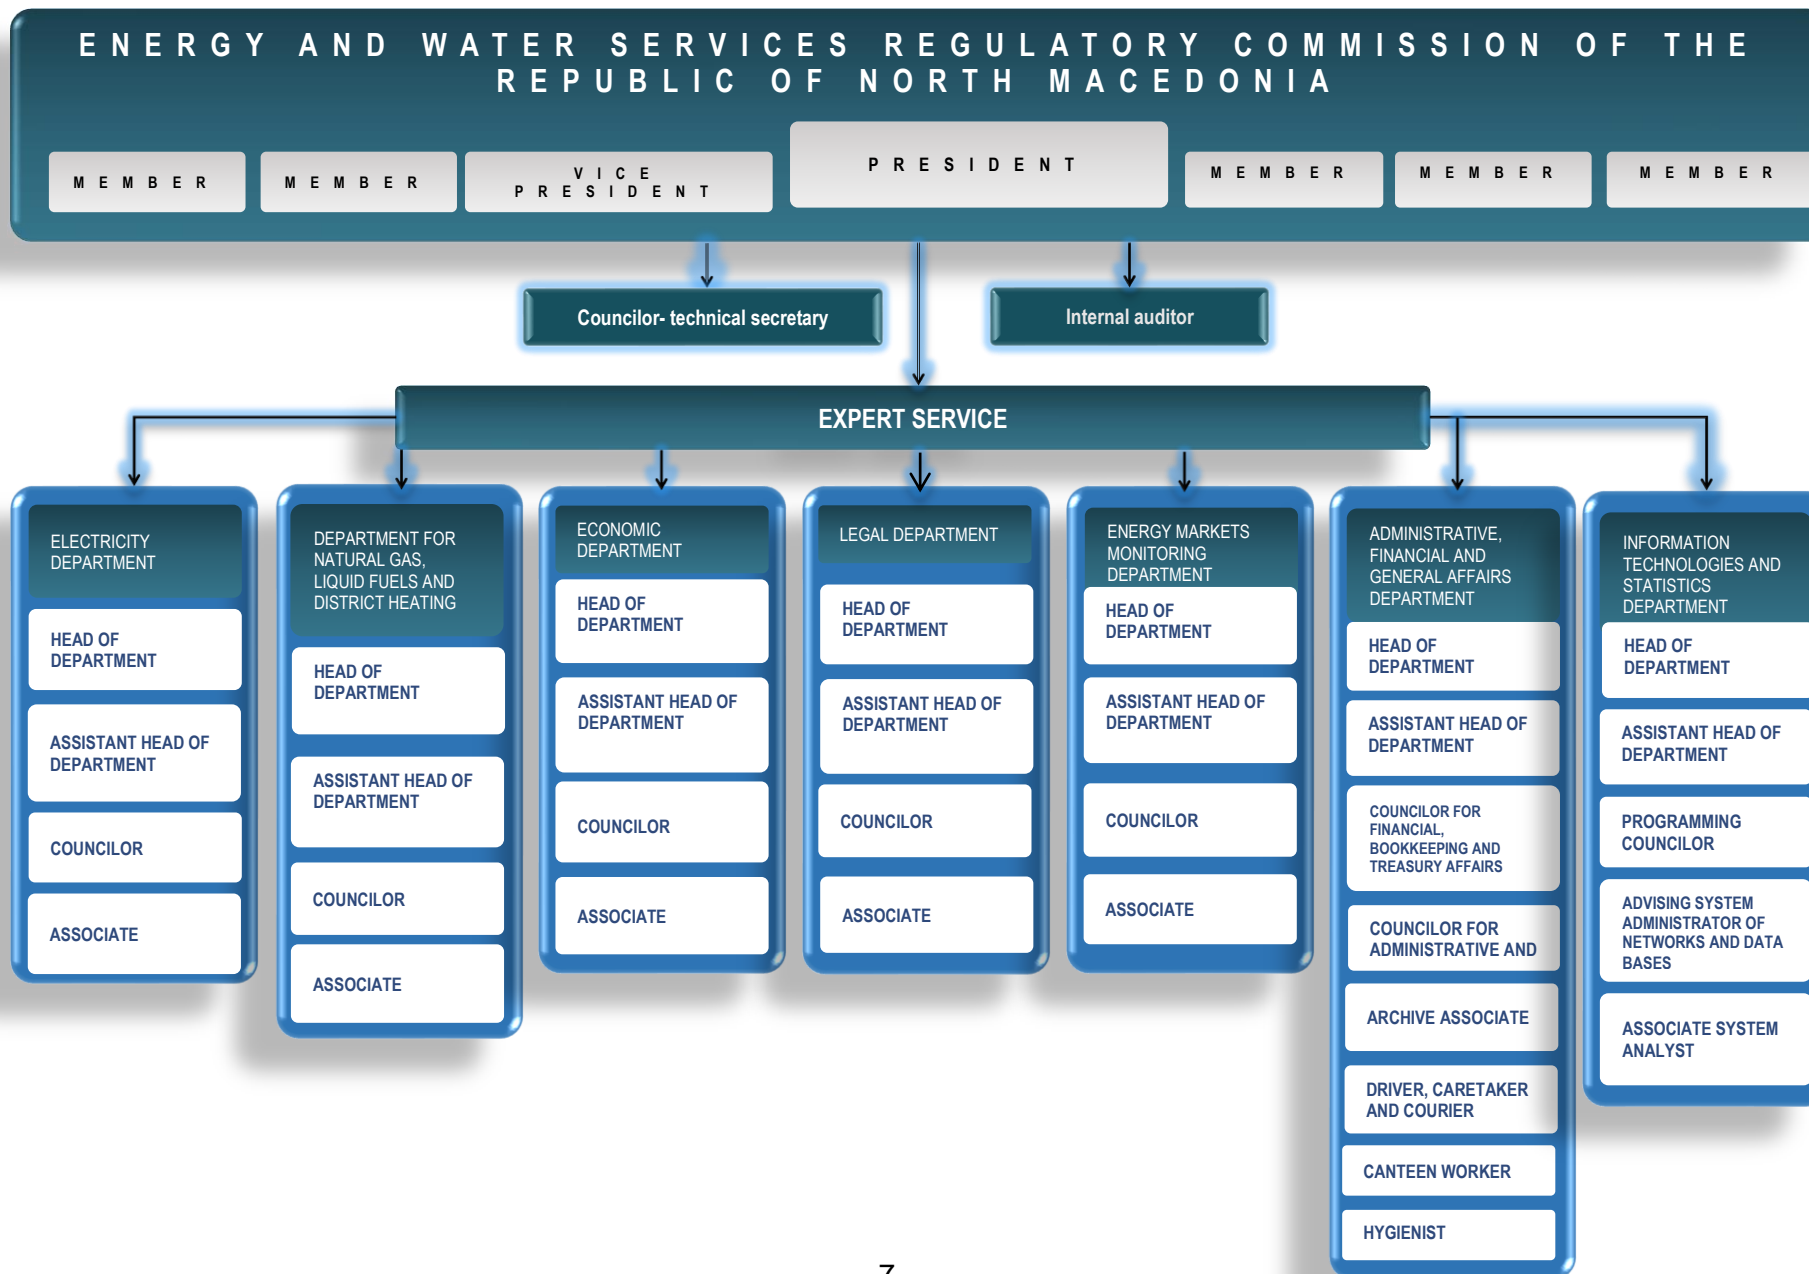 ENERGY AND WATER SERVICES REGULATORY COMMISSION OF THE
REPUBLIC OF NORTH MACEDONIA
MEMBER
MEMBER
VICE
PRESIDENT
PRESIDENT
MEMBER
MEMBER
MEMBER
Councilor- technical secretary
Internal auditor
EXPERT SERVICE
ELECTRICITY
DEPARTMENT
HEAD OF
DEPARTMENT
ASSISTANT HEAD OF
DEPARTMENT
COUNCILOR
ASSOCIATE
DEPARTMENT FOR
NATURAL GAS,
LIQUID FUELS AND
DISTRICT HEATING
HEAD OF
DEPARTMENT
ASSISTANT HEAD OF
DEPARTMENT
COUNCILOR
ASSOCIATE
ECONOMIC
DEPARTMENT
HEAD OF
DEPARTMENT
ASSISTANT HEAD OF
DEPARTMENT
COUNCILOR
ASSOCIATE
LEGAL DEPARTMENT
HEAD OF
DEPARTMENT
ASSISTANT HEAD OF
DEPARTMENT
COUNCILOR
ASSOCIATE
ENERGY MARKETS
MONITORING
DEPARTMENT
HEAD OF
DEPARTMENT
ASSISTANT HEAD OF
DEPARTMENT
COUNCILOR
ASSOCIATE
ADMINISTRATIVE,
FINANCIAL AND
GENERAL AFFAIRS
DEPARTMENT
HEAD OF
DEPARTMENT
ASSISTANT HEAD OF
DEPARTMENT
COUNCILOR FOR
FINANCIAL,
BOOKKEEPING AND
TREASURY AFFAIRS
COUNCILOR FOR
ADMINISTRATIVE AND
ARCHIVE ASSOCIATE
DRIVER, CARETAKER
AND COURIER
CANTEEN WORKER
HYGIENIST
INFORMATION
TECHNOLOGIES AND
STATISTICS
DEPARTMENT
HEAD OF
DEPARTMENT
ASSISTANT HEAD OF
DEPARTMENT
PROGRAMMING
COUNCILOR
ADVISING SYSTEM
ADMINISTRATOR OF
NETWORKS AND DATA
BASES
ASSOCIATE SYSTEM
ANALYST